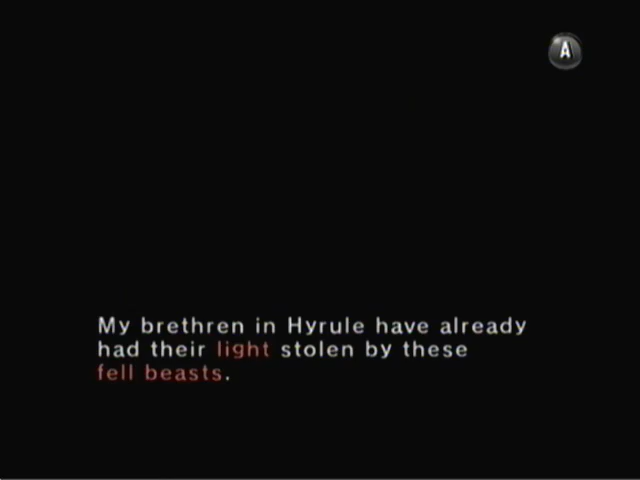 A
My brethren in Hyrule have already
had their light stolen by these
fell beasts.